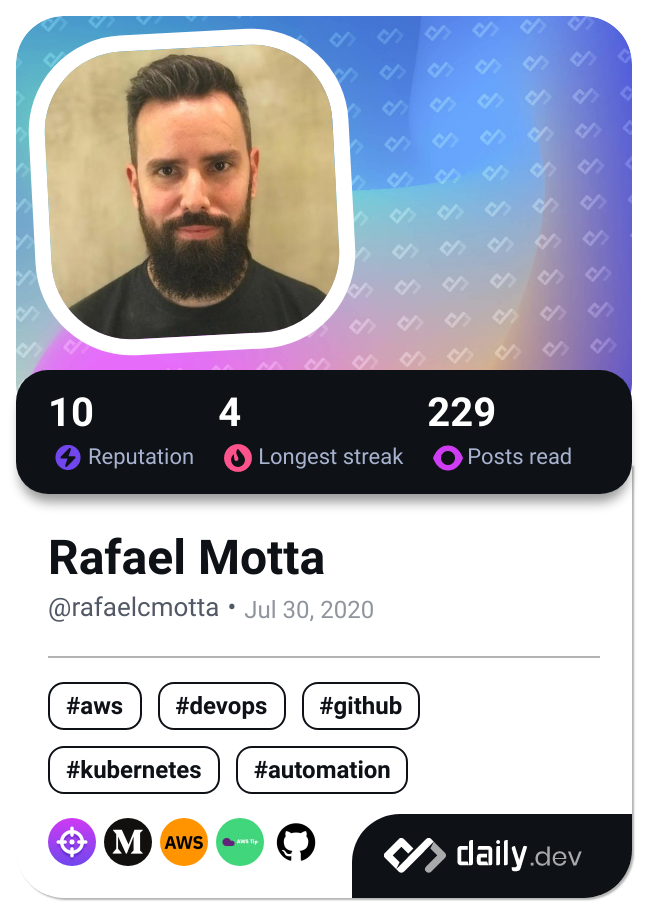 10 4 229
Reputation Longest streak Posts read
Rafael Motta
@rafaelcmotta • Jul 30, 2020
#aws #devops #github
#kubernetes #automation
M AWS AWS Tip
daily.dev